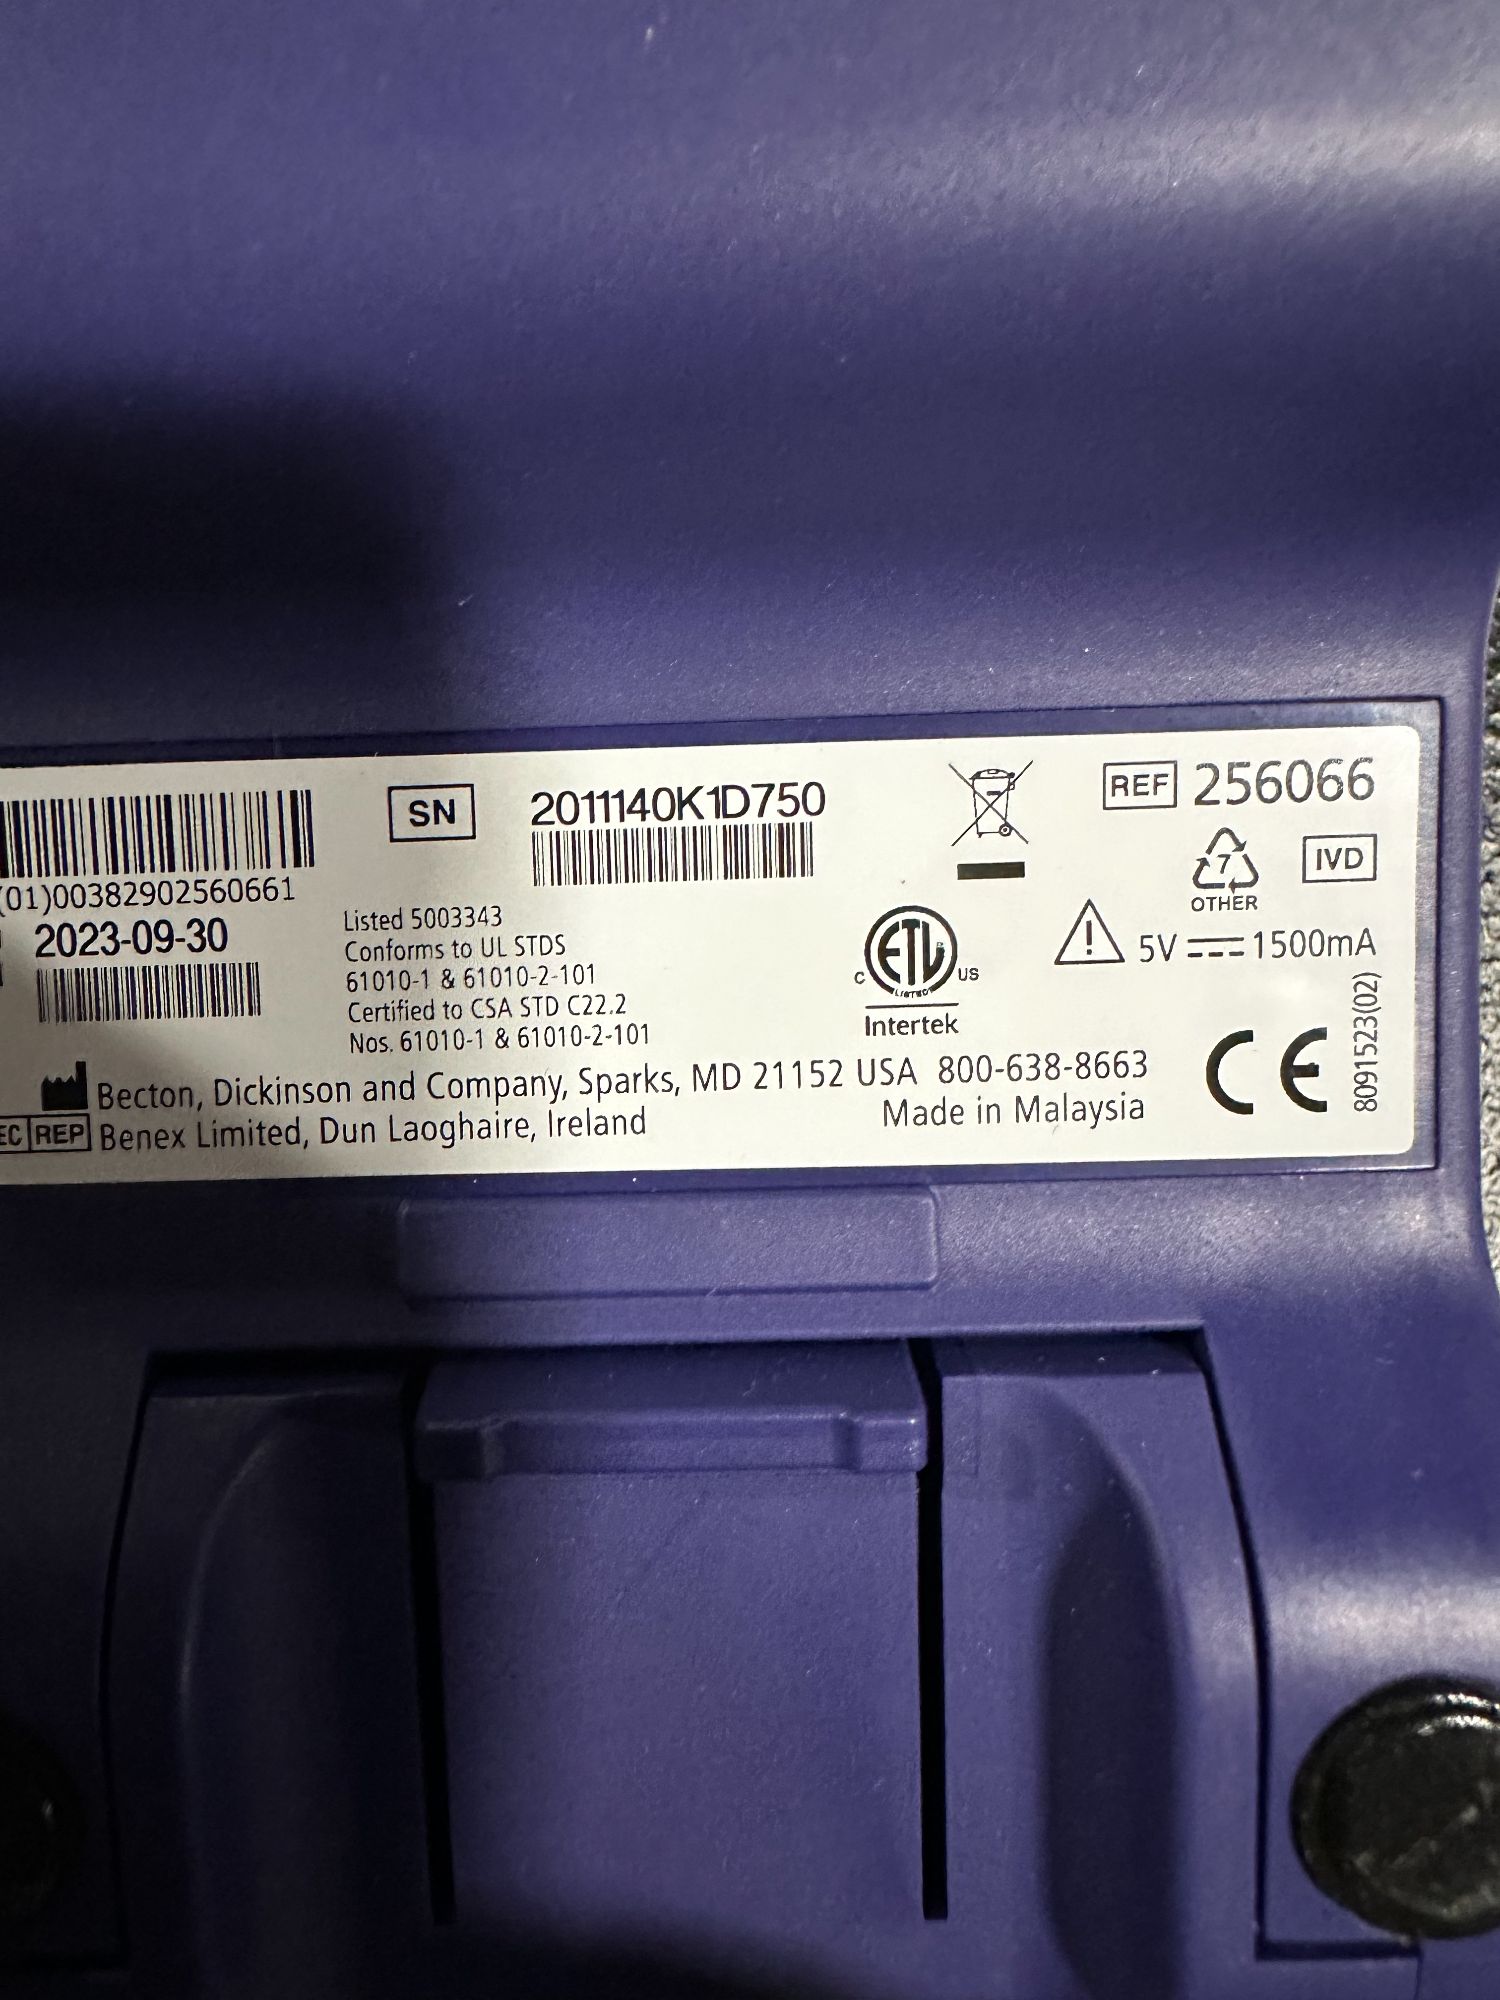 SN 2011140K1D750
REF 256066
(01)00382902560661
7
OTHER
IVD
2023-09-30
Listed 5003343
Conforms to UL STDS
61010-1 & 61010-2-101
Certified to CSA STD C22.2
Nos. 61010-1 & 61010-2-101
C ETL US
LISTED
Intertek
5V 1500mA
Becton, Dickinson and Company, Sparks, MD 21152 USA 800-638-8663
EC REP Benex Limited, Dun Laoghaire, Ireland
Made in Malaysia
CE
8091523(02)